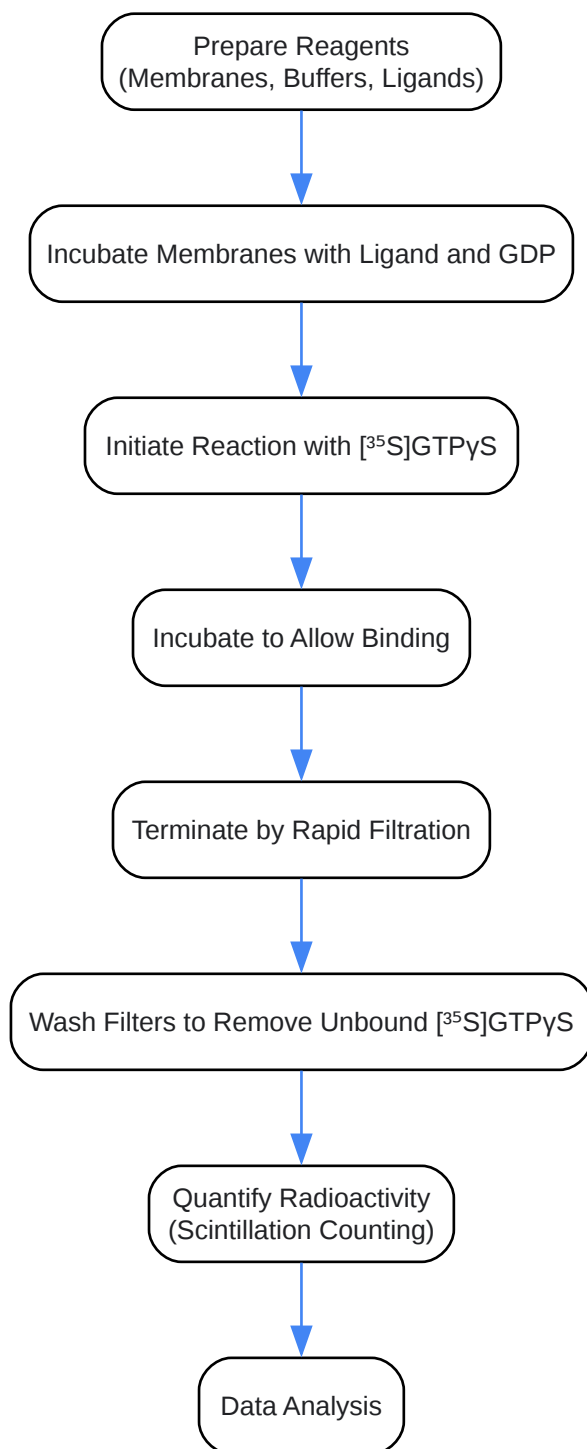 Prepare Reagents
(Membranes, Buffers, Ligands)
Incubate Membranes with Ligand and GDP
Initiate Reaction with [³⁵S]GTPγS
Incubate to Allow Binding
Terminate by Rapid Filtration
Wash Filters to Remove Unbound [³⁵S]GTPγS
Quantify Radioactivity
(Scintillation Counting)
Data Analysis